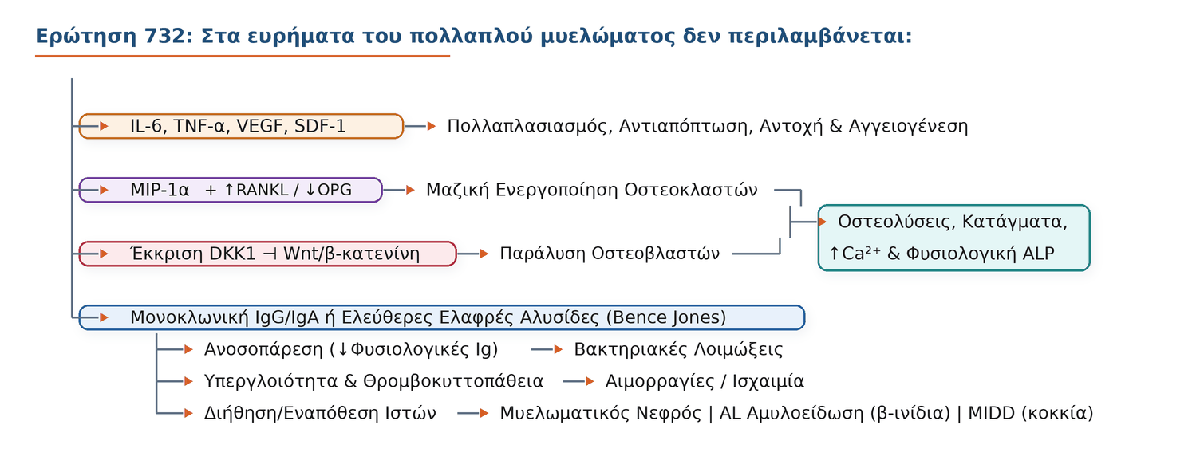 Ερώτηση 732: Στα ευρήματα του πολλαπλού μυελώματος δεν περιλαμβάνεται:
IL-6, TNF-α, VEGF, SDF-1 Πολλαπλασιασμός, Αντιαπόπτωση, Αντοχή & Αγγειογένεση
MIP-1α + ↑RANKL / ↓OPG Μαζική Ενεργοποίηση Οστεοκλαστών
Οστεολύσεις, Κατάγματα,
Έκκριση DKK1 ⊣ Wnt/β-κατενίνη Παράλυση Οστεοβλαστών
↑Ca²⁺ & Φυσιολογική ALP
Μονοκλωνική IgG/IgA ή Ελεύθερες Ελαφρές Αλυσίδες (Bence Jones)
Ανοσοπάρεση (↓Φυσιολογικές Ig) Βακτηριακές Λοιμώξεις
Υπεργλοιότητα & Θρομβοκυττοπάθεια Αιμορραγίες / Ισχαιμία
Διήθηση/Εναπόθεση Ιστών Μυελωματικός Νεφρός | AL Αμυλοείδωση (β-ινίδια) | MIDD (κοκκία)